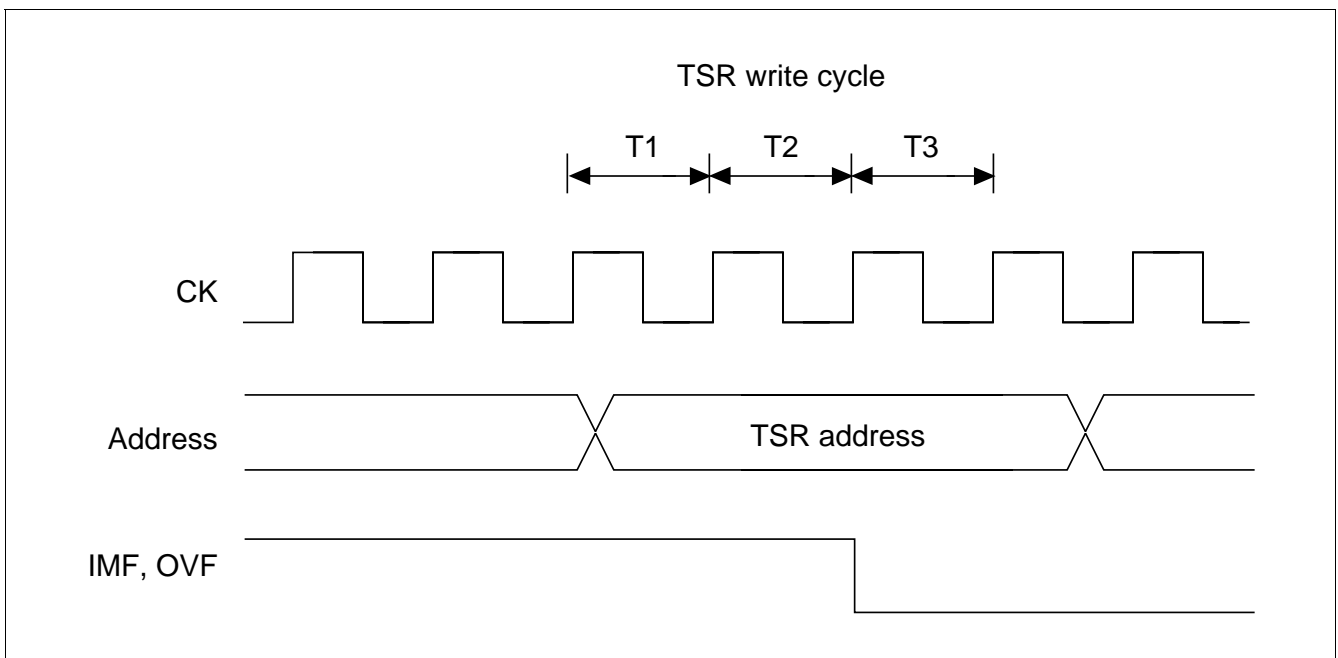 TSR write cycle
T1 T2 T3
CK
Address
TSR address
IMF, OVF